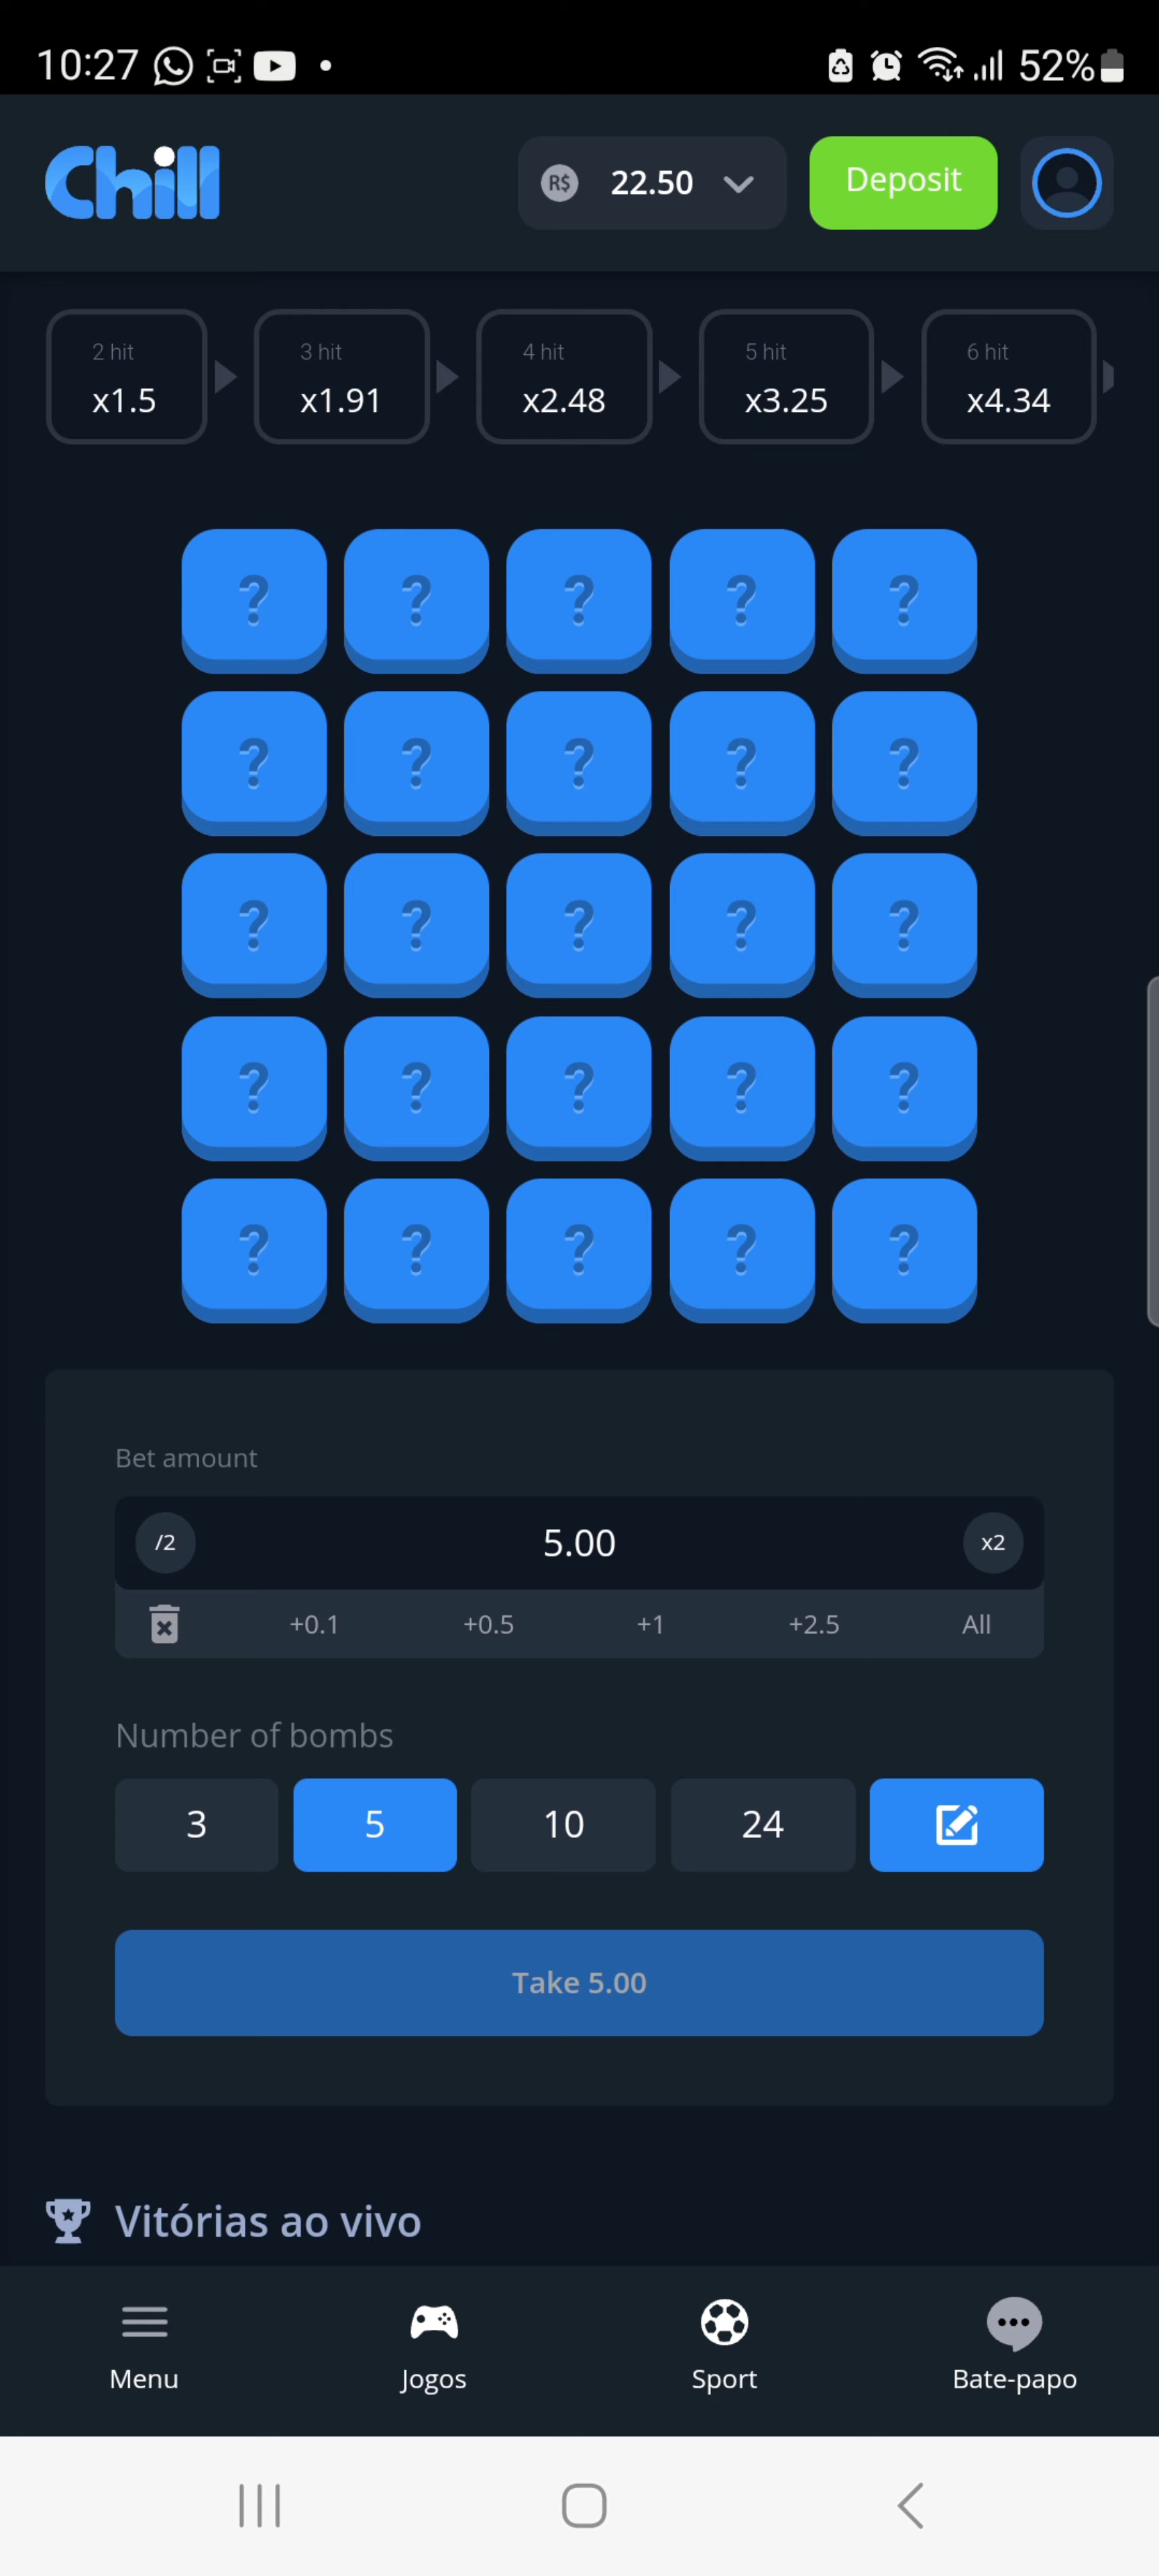 10:27 52%
Chill R$ 22.50 Deposit
2 hit 3 hit 4 hit 5 hit 6 hit
x1.5 x1.91 x2.48 x3.25 x4.34
? ? ? ? ?
? ? ? ? ?
? ? ? ? ?
? ? ? ? ?
? ? ? ? ?
Bet amount
/2 5.00 x2
+0.1 +0.5 +1 +2.5 All
Number of bombs
3 5 10 24
Take 5.00
Vitórias ao vivo
Menu Jogos Sport Bate-papo